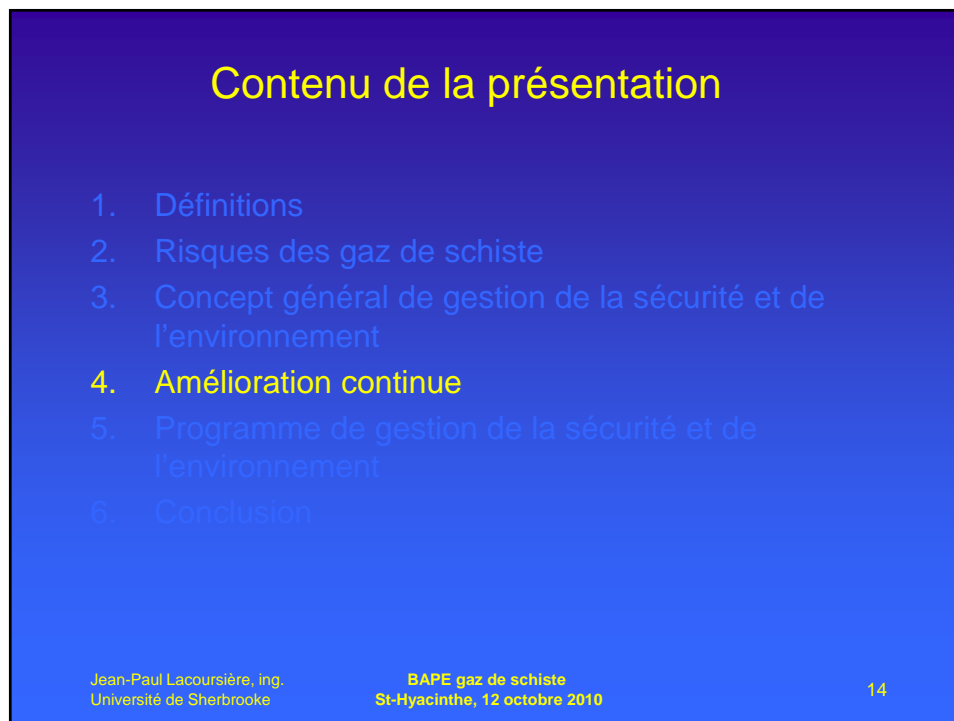 Contenu de la présentation
1. Définitions
2. Risques des gaz de schiste
3. Concept général de gestion de la sécurité et de
l'environnement
4. Amélioration continue
5. Programme de gestion de la sécurité et de
l'environnement
6. Conclusion
Jean-Paul Lacoursière, ing.
Université de Sherbrooke
BAPE gaz de schiste
St-Hyacinthe, 12 octobre 2010
14